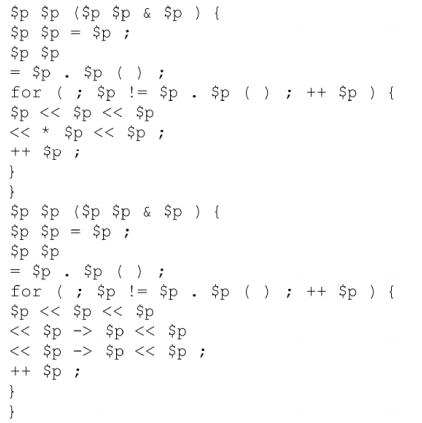 $p $p ($p $p & $p ) {
$p $p = $p ;
$p $p
= $p . $p ( ) ;
for ( ; $p != $p . $p ( ) ; ++ $p ) {
$p << $p << $p
<< * $p << $p ;
++ $p ;
}
}
$p $p ($p $p & $p ) {
$p $p = $p ;
$p $p
= $p . $p ( ) ;
for ( ; $p != $p . $p ( ) ; ++ $p ) {
$p << $p << $p
<< $p -> $p << $p
<< $p -> $p << $p ;
++ $p ;
}
}